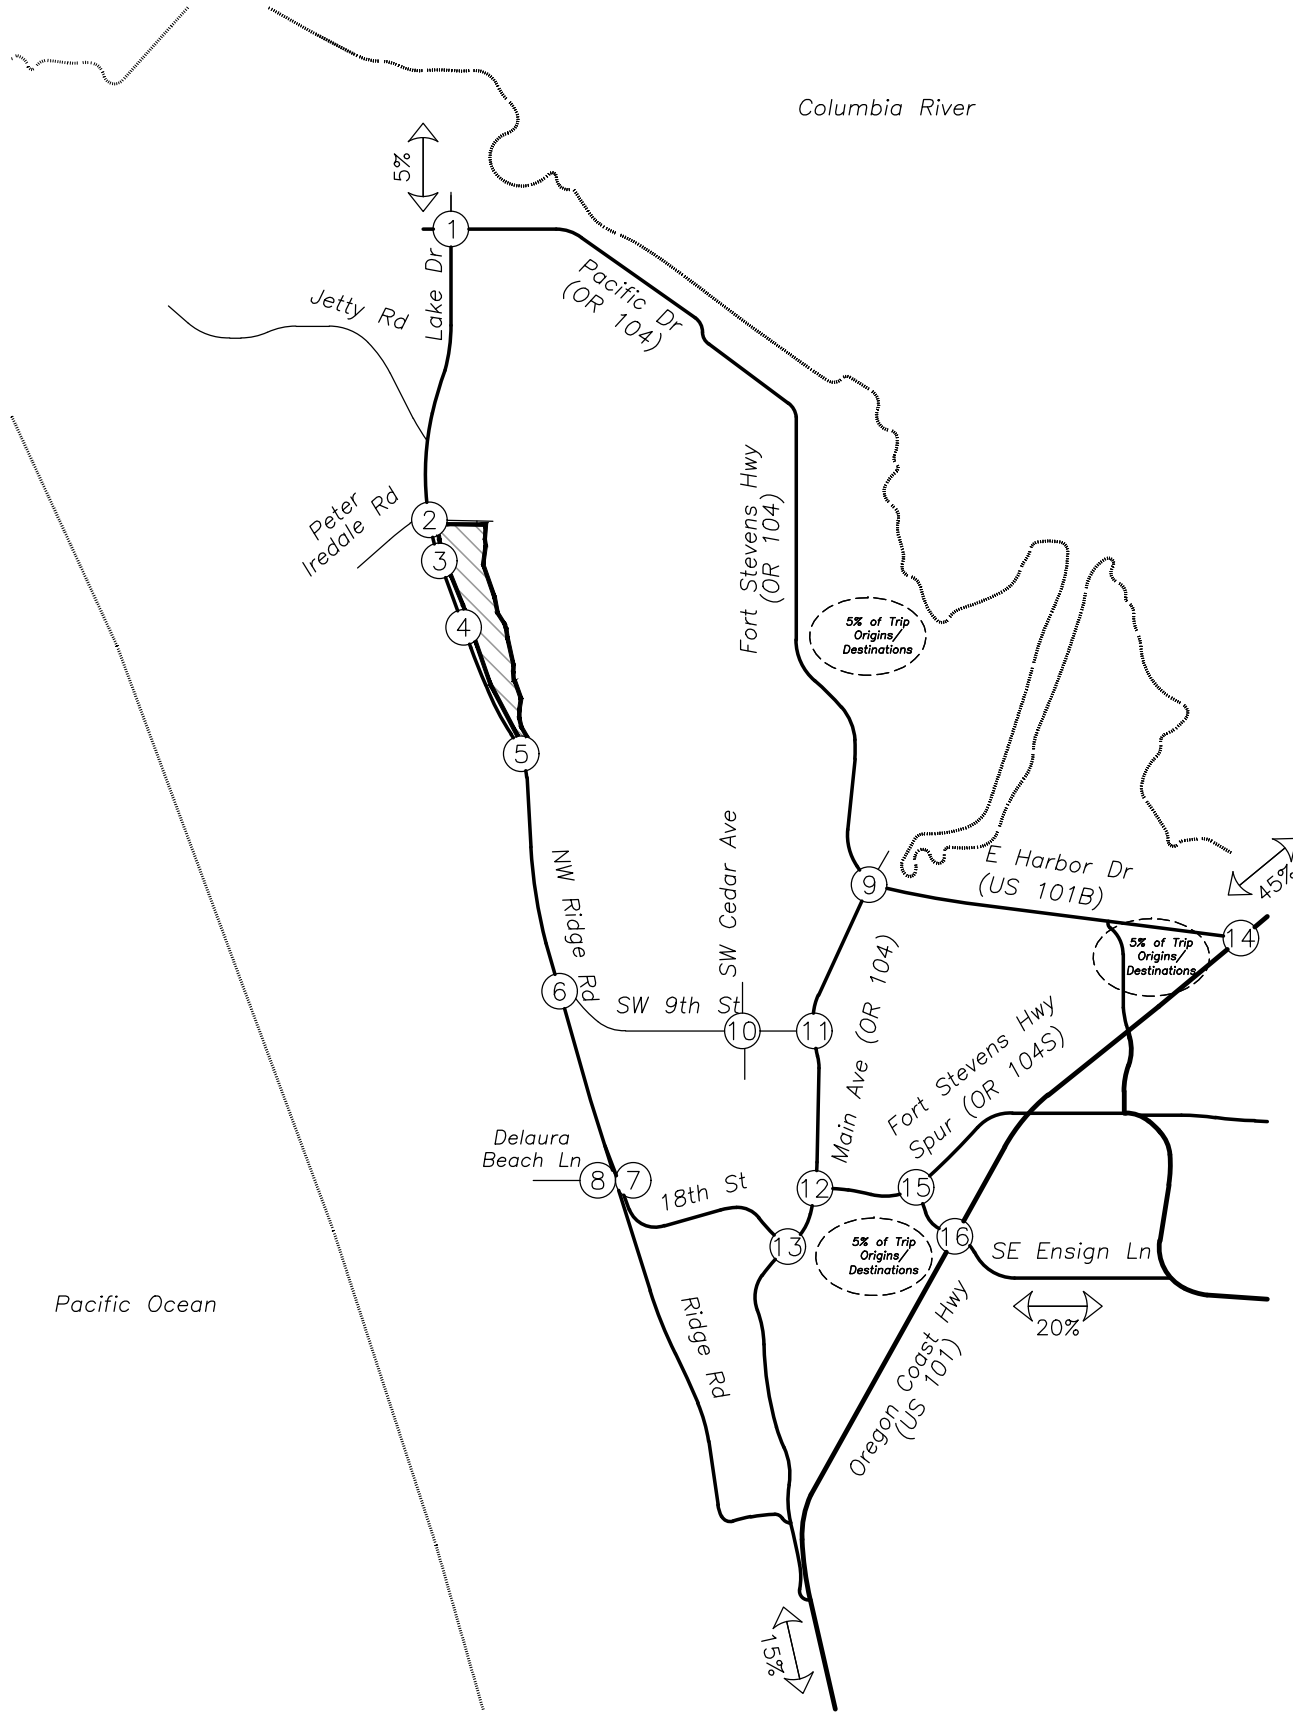 Columbia River
5%
1
Lake Dr
Jetty Rd
Pacific Dr
(OR 104)
Peter
Iredale Rd
2
3
4
5
Fort Stevens Hwy
(OR 104)
5% of Trip
Origins/
Destinations
NW Ridge Rd
SW Cedar Ave
9
E Harbor Dr
(US 101B)
45%
14
5% of Trip
Origins/
Destinations
6
SW 9th St
10
11
Main Ave (OR 104)
Fort Stevens Hwy
Spur (OR 104S)
Delaura
Beach Ln
8
7
18th St
12
15
13
16
5% of Trip
Origins/
Destinations
SE Ensign Ln
20%
Pacific Ocean
Ridge Rd
Oregon Coast Hwy
(US 101)
15%